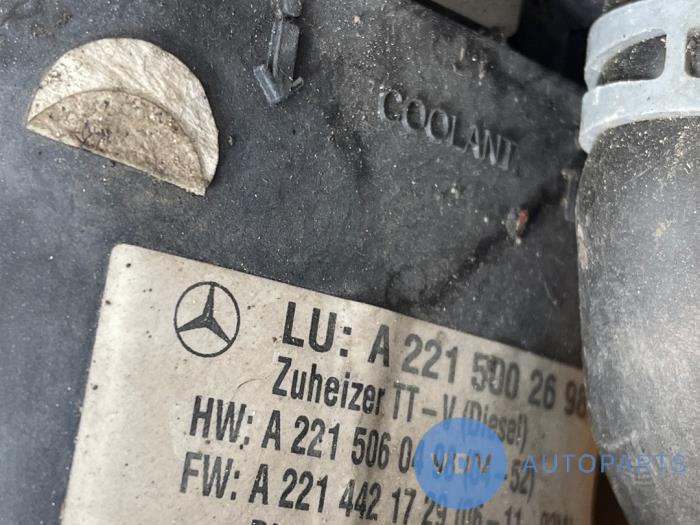 COOLANT
LU: A 221 500 26 98
Zuheizer TT-V (Diesel)
HW: A 221 506 04
VDV AUTOPARTS
FW: A 221 442 17 29